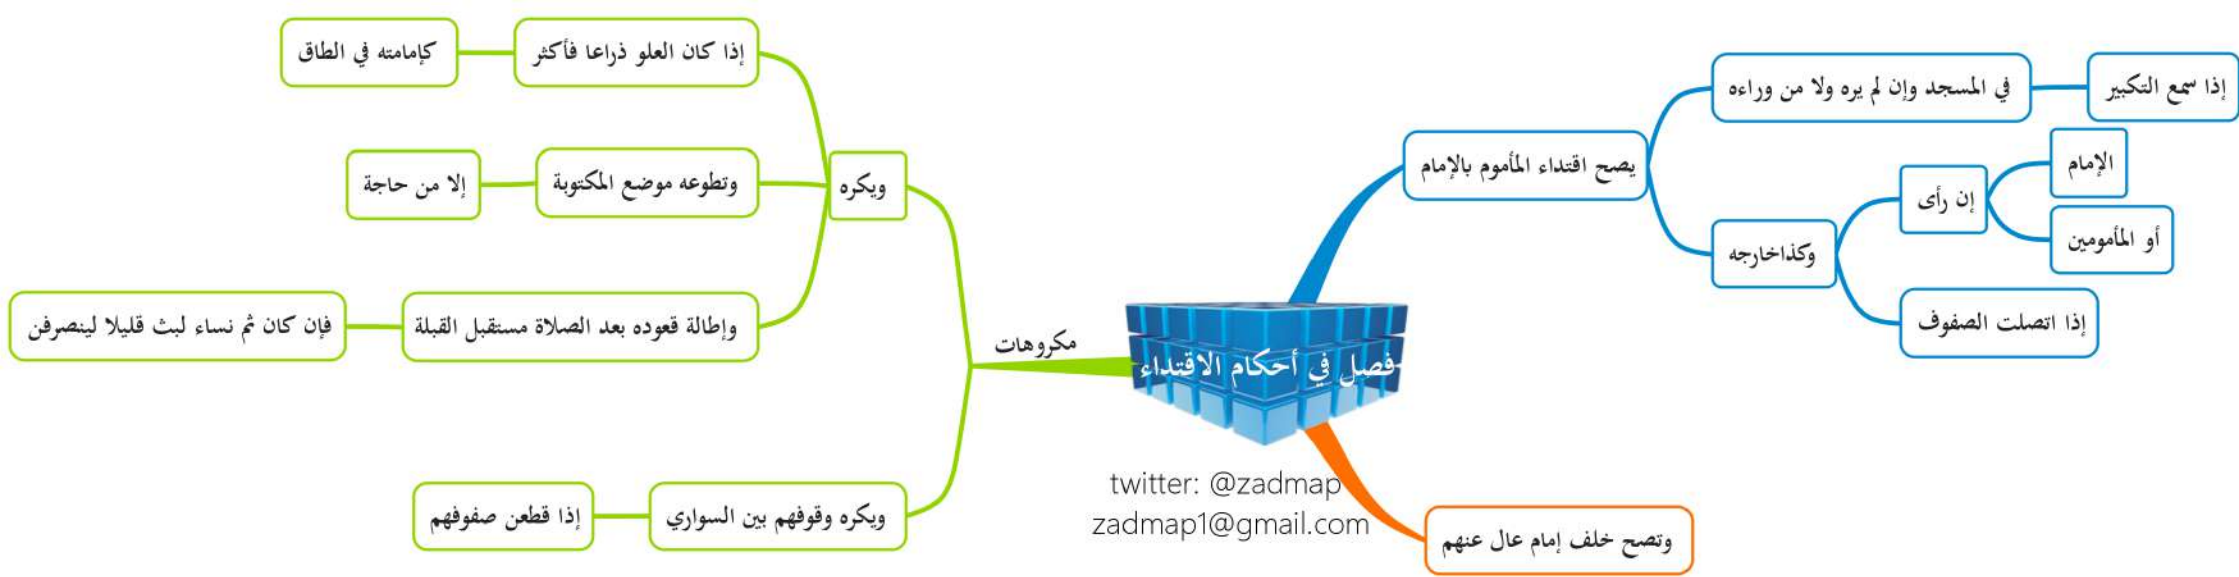 فصل في أحكام الاقتداء
يصح اقتداء المأموم بالإمام
في المسجد وإن لم يره ولا من وراءه
إذا سمع التكبير
وكذاخارجه
إن رأى
الإمام
أو المأمومين
إذا اتصلت الصفوف
وتصح خلف إمام عال عنهم
مكروهات
ويكره
إذا كان العلو ذراعا فأكثر
كإمامته في الطاق
وتطوعه موضع المكتوبة
إلا من حاجة
وإطالة قعوده بعد الصلاة مستقبل القبلة
فإن كان ثم نساء لبث قليلا لينصرفن
ويكره وقوفهم بين السواري
إذا قطعن صفوفهم
twitter: @zadmap
zadmap1@gmail.com